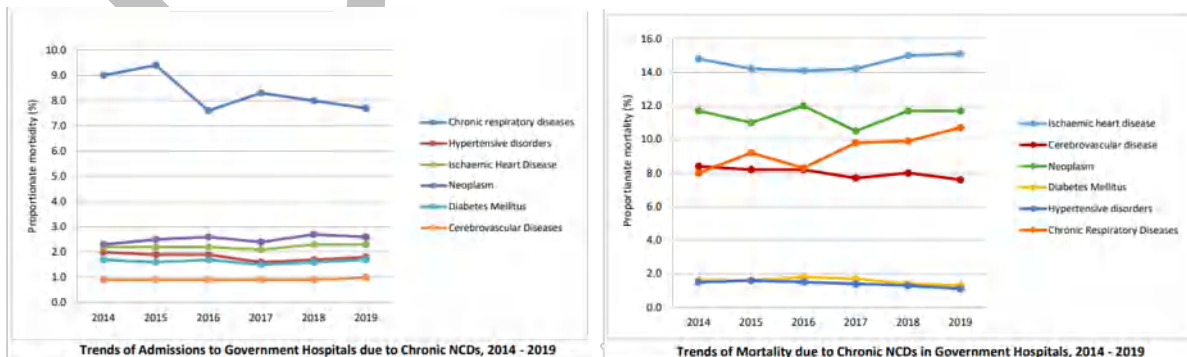 10.0
9.0
8.0
7.0
6.0
5.0
4.0
3.0
2.0
1.0
0.0
Proportionate morbidity (%)
2014 2015 2016 2017 2018 2019
Chronic respiratory diseases
Hypertensive disorders
Ischaemic Heart Disease
Neoplasm
Diabetes Mellitus
Cerebrovascular Diseases
Trends of Admissions to Government Hospitals due to Chronic NCDs, 2014 - 2019
16.0
14.0
12.0
10.0
8.0
6.0
4.0
2.0
0.0
Proportianate mortality (%)
2014 2015 2016 2017 2018 2019
Ischaemic heart disease
Cerebrovascular disease
Neoplasm
Diabetes Mellitus
Hypertensive disorders
Chronic Respiratory Diseases
Trends of Mortality due to Chronic NCDs in Government Hospitals, 2014 - 2019